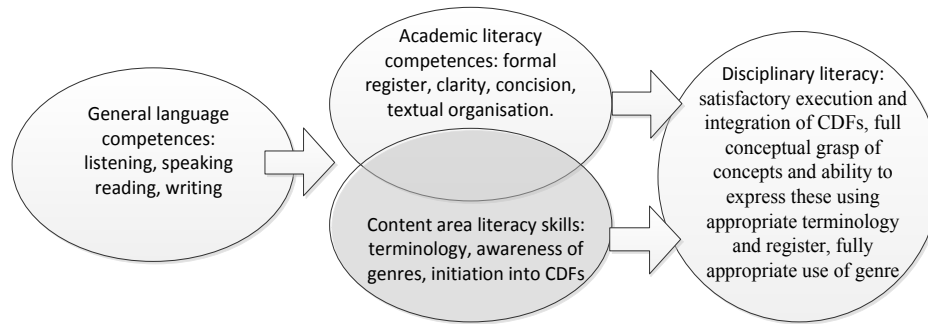 General language
competences:
listening, speaking
reading, writing
Academic literacy
competences: formal
register, clarity, concision,
textual organisation.
Content area literacy skills:
terminology, awareness of
genres, initiation into CDFs
Disciplinary literacy:
satisfactory execution and
integration of CDFs, full
conceptual grasp of
concepts and ability to
express these using
appropriate terminology
and register, fully
appropriate use of genre